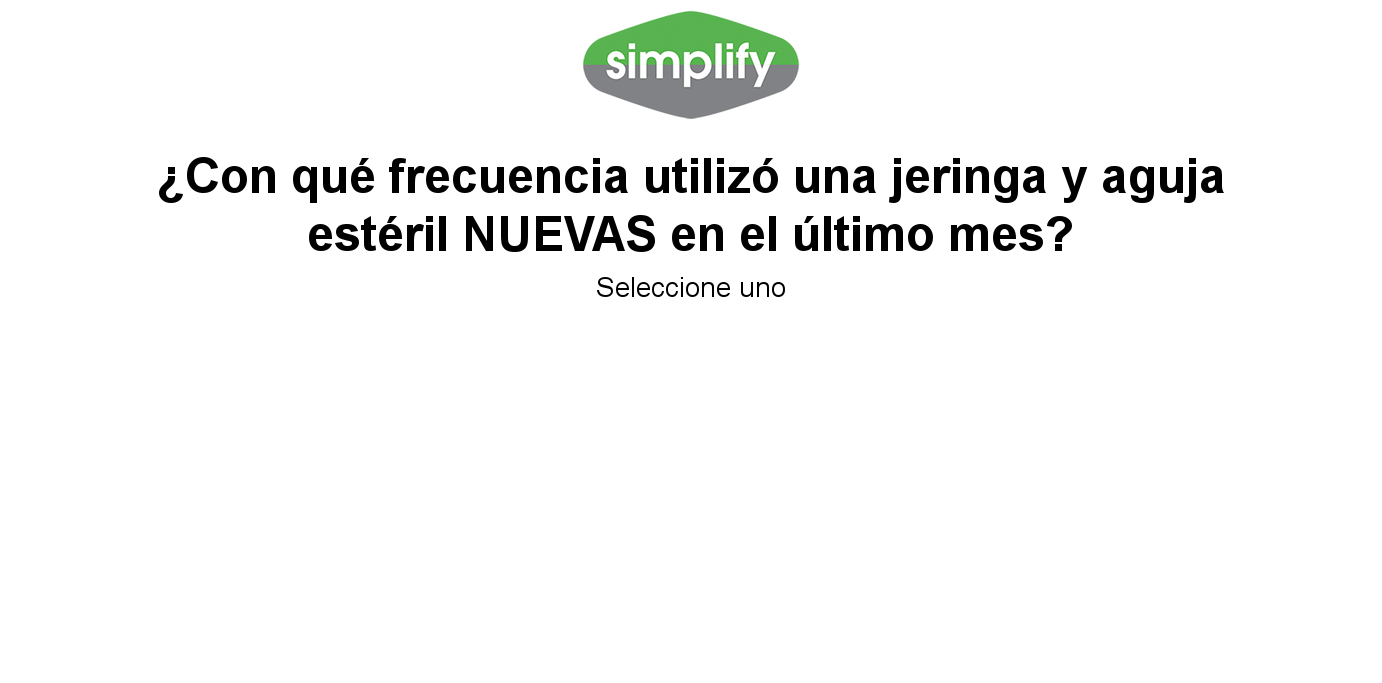 simplify
¿Con qué frecuencia utilizó una jeringa y aguja
estéril NUEVAS en el último mes?
Seleccione uno